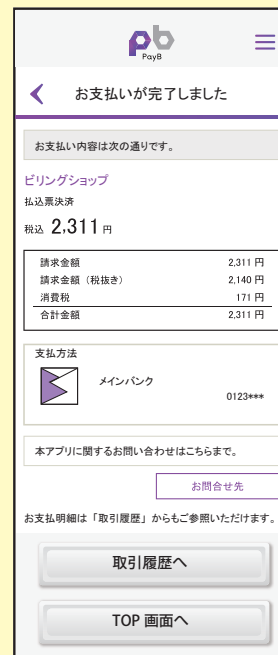 pb
PayB
お支払いが完了しました
お支払い内容は次の通りです。
ビリングショップ
払込票決済
税込 2,311 円
請求金額 2,311 円
請求金額（税抜き） 2,140 円
消費税 171 円
合計金額 2,311 円
支払方法
メインバンク
0123***
本アプリに関するお問い合わせはこちらまで。
お問合せ先
お支払明細は「取引履歴」からもご参照いただけます。
取引履歴へ
TOP 画面へ